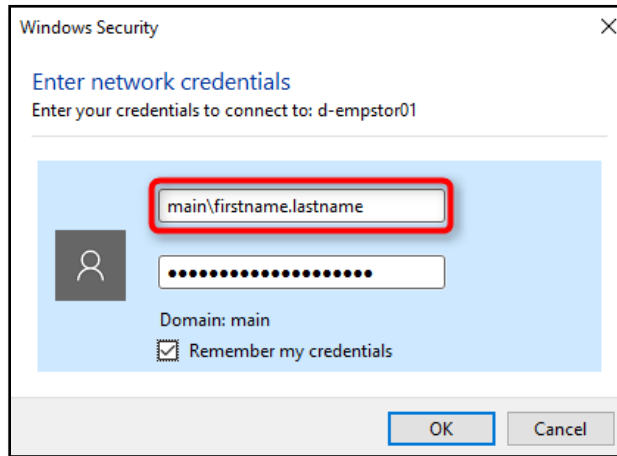 Windows Security
Enter network credentials
Enter your credentials to connect to: d-empstor01
main\firstname.lastname
••••••••••••••••••••
Domain: main
Remember my credentials
OK
Cancel